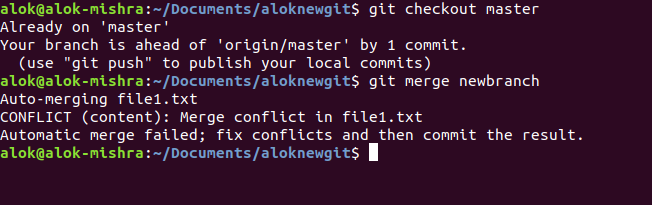 alok@alok-mishra:~/Documents/aloknewgit$ git checkout master
Already on 'master'
Your branch is ahead of 'origin/master' by 1 commit.
  (use "git push" to publish your local commits)
alok@alok-mishra:~/Documents/aloknewgit$ git merge newbranch
Auto-merging file1.txt
CONFLICT (content): Merge conflict in file1.txt
Automatic merge failed; fix conflicts and then commit the result.
alok@alok-mishra:~/Documents/aloknewgit$